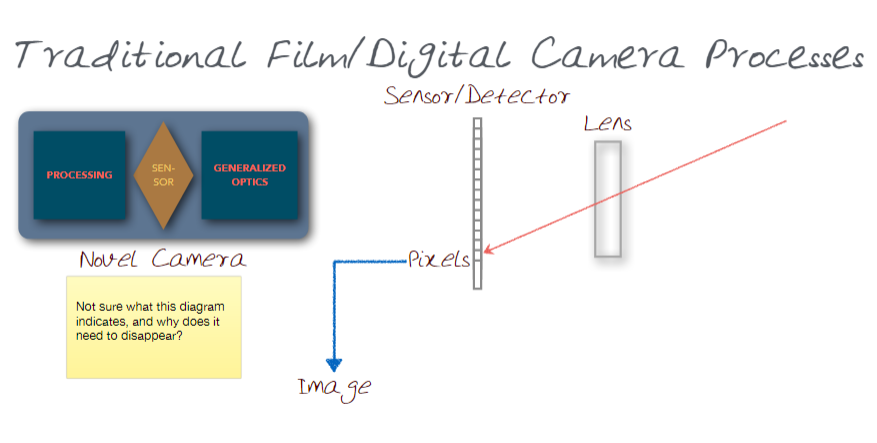 Traditional Film/Digital Camera Processes
Sensor/Detector
Lens
PROCESSING
SEN-
SOR
GENERALIZED
OPTICS
Novel Camera
Pixels
Not sure what this diagram
indicates, and why does it
need to disappear?
Image